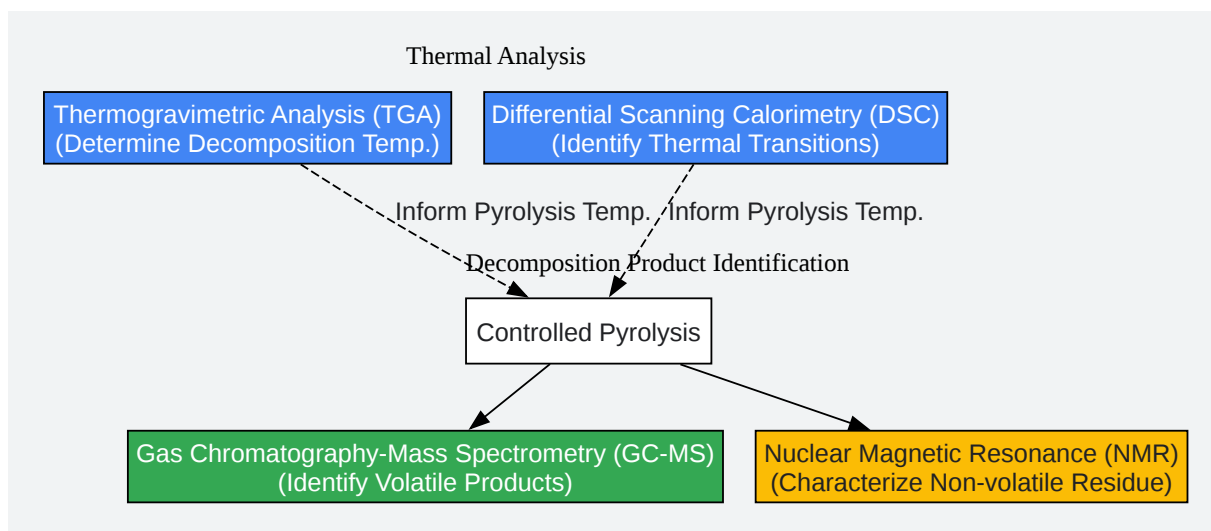 Thermal Analysis
Thermogravimetric Analysis (TGA)
(Determine Decomposition Temp.)
Differential Scanning Calorimetry (DSC)
(Identify Thermal Transitions)
Inform Pyrolysis Temp.
Inform Pyrolysis Temp.
Decomposition Product Identification
Controlled Pyrolysis
Gas Chromatography-Mass Spectrometry (GC-MS)
(Identify Volatile Products)
Nuclear Magnetic Resonance (NMR)
(Characterize Non-volatile Residue)